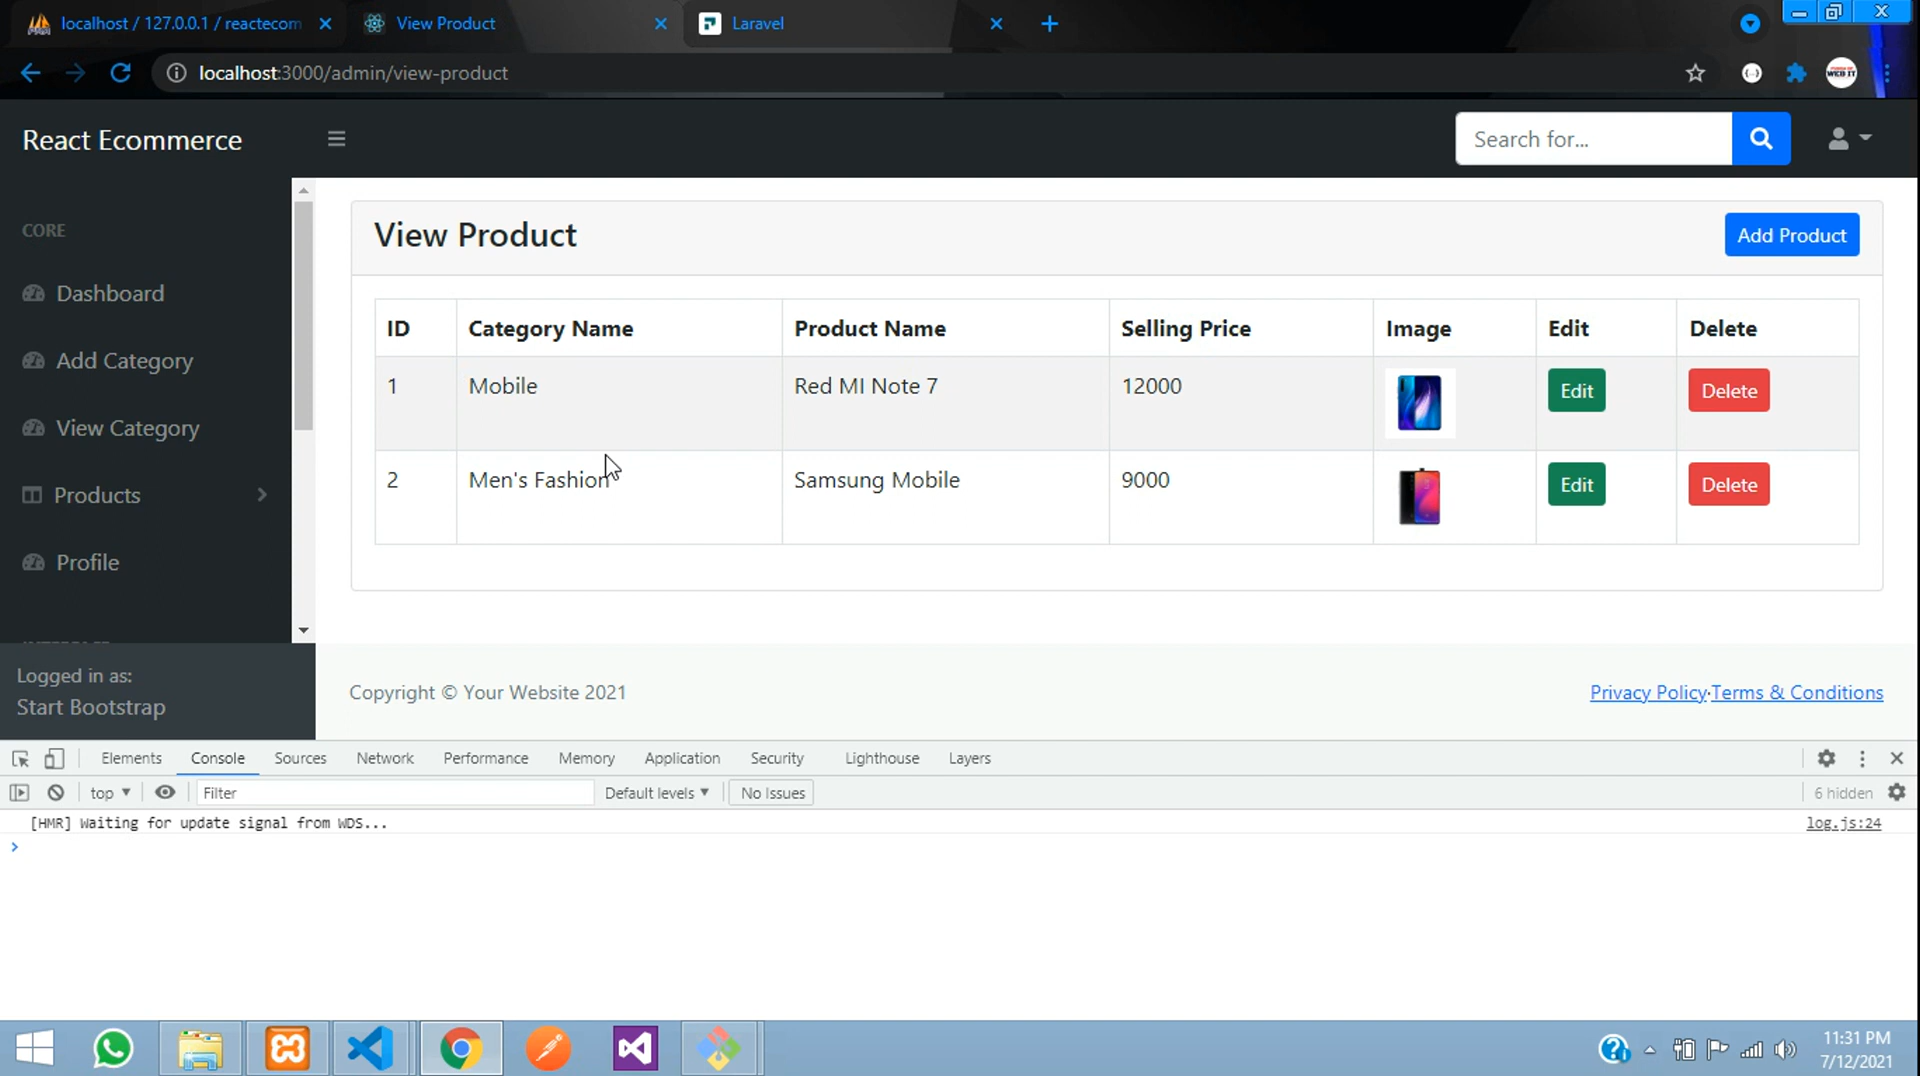 localhost / 127.0.0.1 / reactecom
View Product
Laravel
localhost:3000/admin/view-product
React Ecommerce
Search for...
CORE
Dashboard
Add Category
View Category
Products
Profile
Logged in as:
Start Bootstrap
View Product
Add Product
ID Category Name Product Name Selling Price Image Edit Delete
1 Mobile Red MI Note 7 12000 Edit Delete
2 Men's Fashion Samsung Mobile 9000 Edit Delete
Copyright © Your Website 2021
Privacy Policy·Terms & Conditions
Elements Console Sources Network Performance Memory Application Security Lighthouse Layers
top Filter Default levels No Issues 6 hidden
[HMR] Waiting for update signal from WDS... log.js:24
11:31 PM
7/12/2021